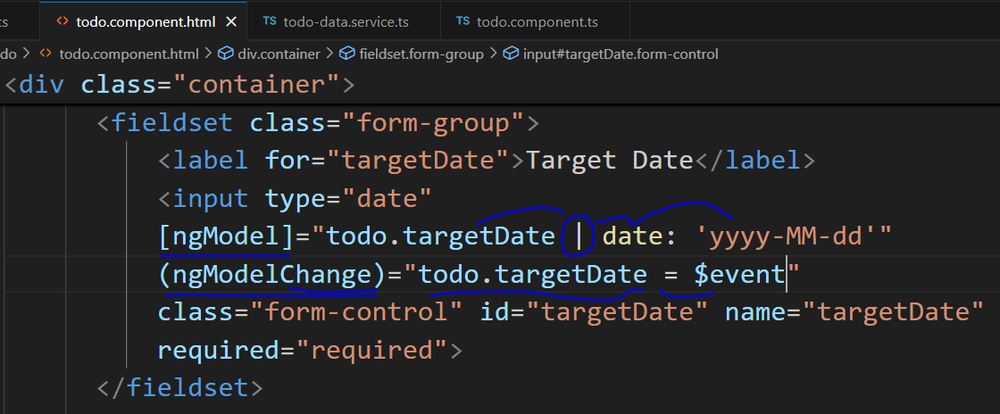 ts
<> todo.component.html ×
TS todo-data.service.ts
TS todo.component.ts
do > <> todo.component.html > div.container > fieldset.form-group > input#targetDate.form-control
<div class="container">
<fieldset class="form-group">
<label for="targetDate">Target Date</label>
<input type="date"
[ngModel]="todo.targetDate | date: 'yyyy-MM-dd'"
(ngModelChange)="todo.targetDate = $event"
class="form-control" id="targetDate" name="targetDate"
required="required">
</fieldset>